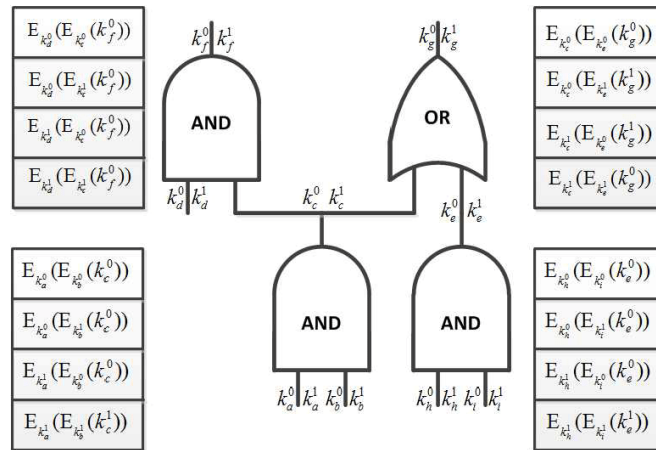 E_{k_d^0}(E_{k_c^0}(k_f^0))
E_{k_d^0}(E_{k_c^1}(k_f^0))
E_{k_d^1}(E_{k_c^0}(k_f^0))
E_{k_d^1}(E_{k_c^1}(k_f^0))
k_f^0 k_f^1
AND
k_d^0 k_d^1
k_g^0 k_g^1
OR
k_c^0 k_c^1
k_e^0 k_e^1
E_{k_c^0}(E_{k_e^0}(k_g^0))
E_{k_c^0}(E_{k_e^1}(k_g^1))
E_{k_c^1}(E_{k_e^0}(k_g^1))
E_{k_c^1}(E_{k_e^1}(k_g^0))
E_{k_a^0}(E_{k_b^0}(k_c^0))
E_{k_a^0}(E_{k_b^1}(k_c^0))
E_{k_a^1}(E_{k_b^0}(k_c^0))
E_{k_a^1}(E_{k_b^1}(k_c^1))
AND
k_a^0 k_a^1 k_b^0 k_b^1
AND
k_h^0 k_h^1 k_i^0 k_i^1
E_{k_h^0}(E_{k_i^0}(k_e^0))
E_{k_h^0}(E_{k_i^1}(k_e^0))
E_{k_h^1}(E_{k_i^0}(k_e^0))
E_{k_h^1}(E_{k_i^1}(k_e^1))